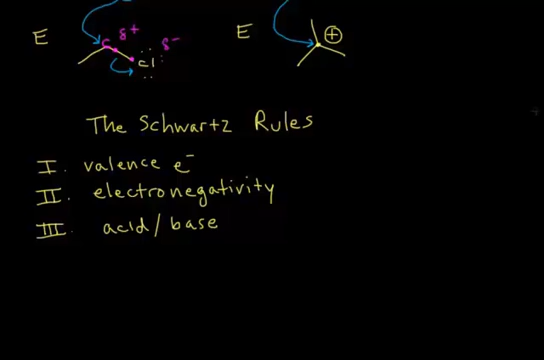 E C δ+ δ- Cl
E +
The Schwartz Rules
I. valence e-
II. electronegativity
III. acid/base